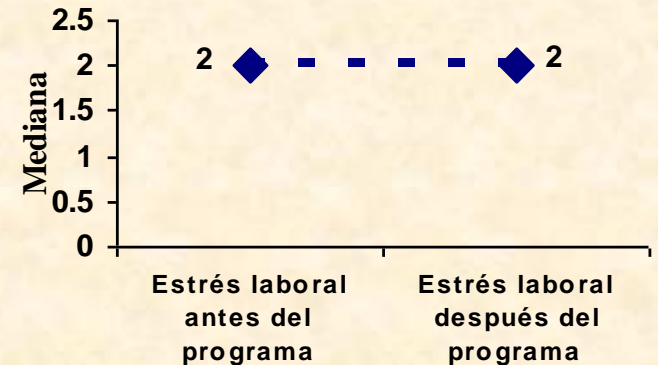 Mediana
2.5
2
1.5
1
0.5
0
2
2
Estrés laboral
antes del
programa
Estrés laboral
después del
programa